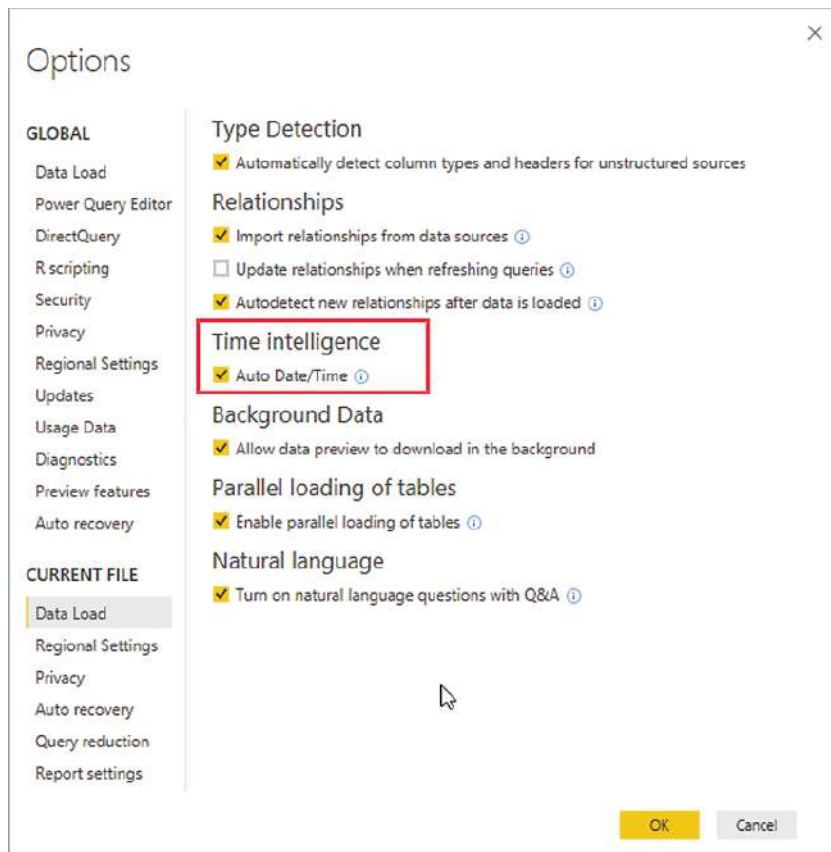 Options
GLOBAL
Data Load
Power Query Editor
DirectQuery
R scripting
Security
Privacy
Regional Settings
Updates
Usage Data
Diagnostics
Preview features
Auto recovery
CURRENT FILE
Data Load
Regional Settings
Privacy
Auto recovery
Query reduction
Report settings
Type Detection
Automatically detect column types and headers for unstructured sources
Relationships
Import relationships from data sources
Update relationships when refreshing queries
Autodetect new relationships after data is loaded
Time intelligence
Auto Date/Time
Background Data
Allow data preview to download in the background
Parallel loading of tables
Enable parallel loading of tables
Natural language
Turn on natural language questions with Q&A
OK
Cancel